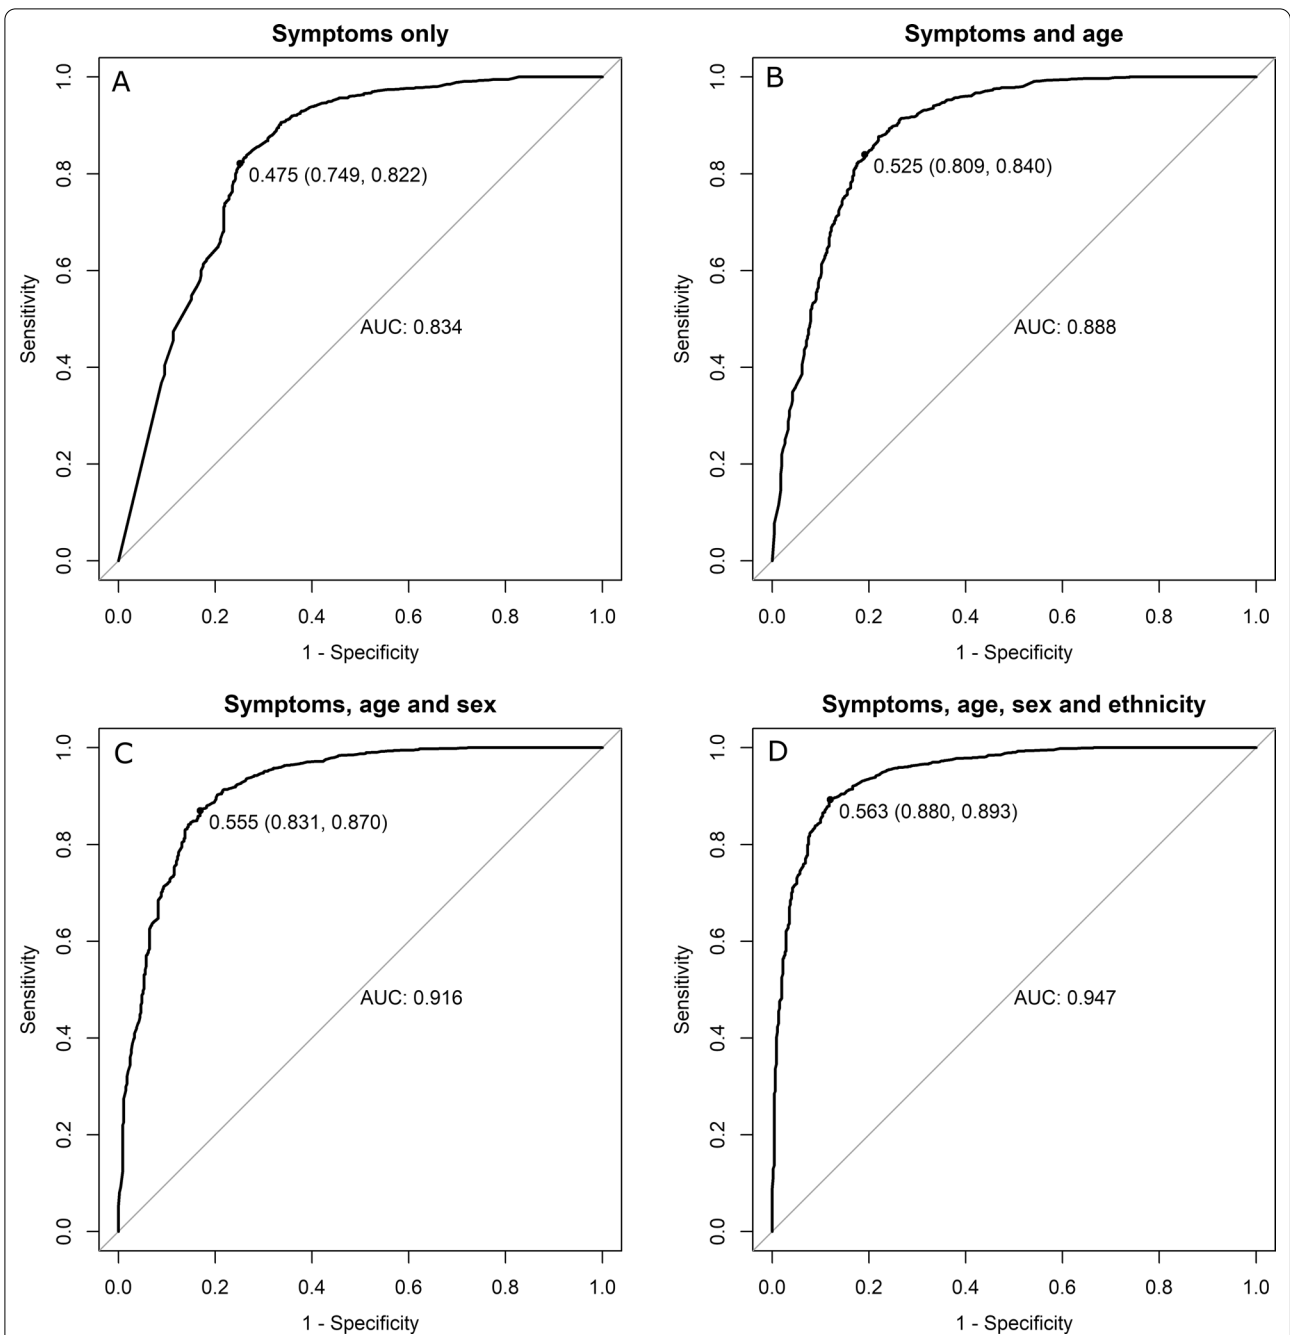 Symptoms only
A
1.0
0.8
0.6
0.4
0.2
0.0
Sensitivity
0.475 (0.749, 0.822)
AUC: 0.834
0.0 0.2 0.4 0.6 0.8 1.0
1 - Specificity
Symptoms and age
B
1.0
0.8
0.6
0.4
0.2
0.0
Sensitivity
0.525 (0.809, 0.840)
AUC: 0.888
0.0 0.2 0.4 0.6 0.8 1.0
1 - Specificity
Symptoms, age and sex
C
1.0
0.8
0.6
0.4
0.2
0.0
Sensitivity
0.555 (0.831, 0.870)
AUC: 0.916
0.0 0.2 0.4 0.6 0.8 1.0
1 - Specificity
Symptoms, age, sex and ethnicity
D
1.0
0.8
0.6
0.4
0.2
0.0
Sensitivity
0.563 (0.880, 0.893)
AUC: 0.947
0.0 0.2 0.4 0.6 0.8 1.0
1 - Specificity